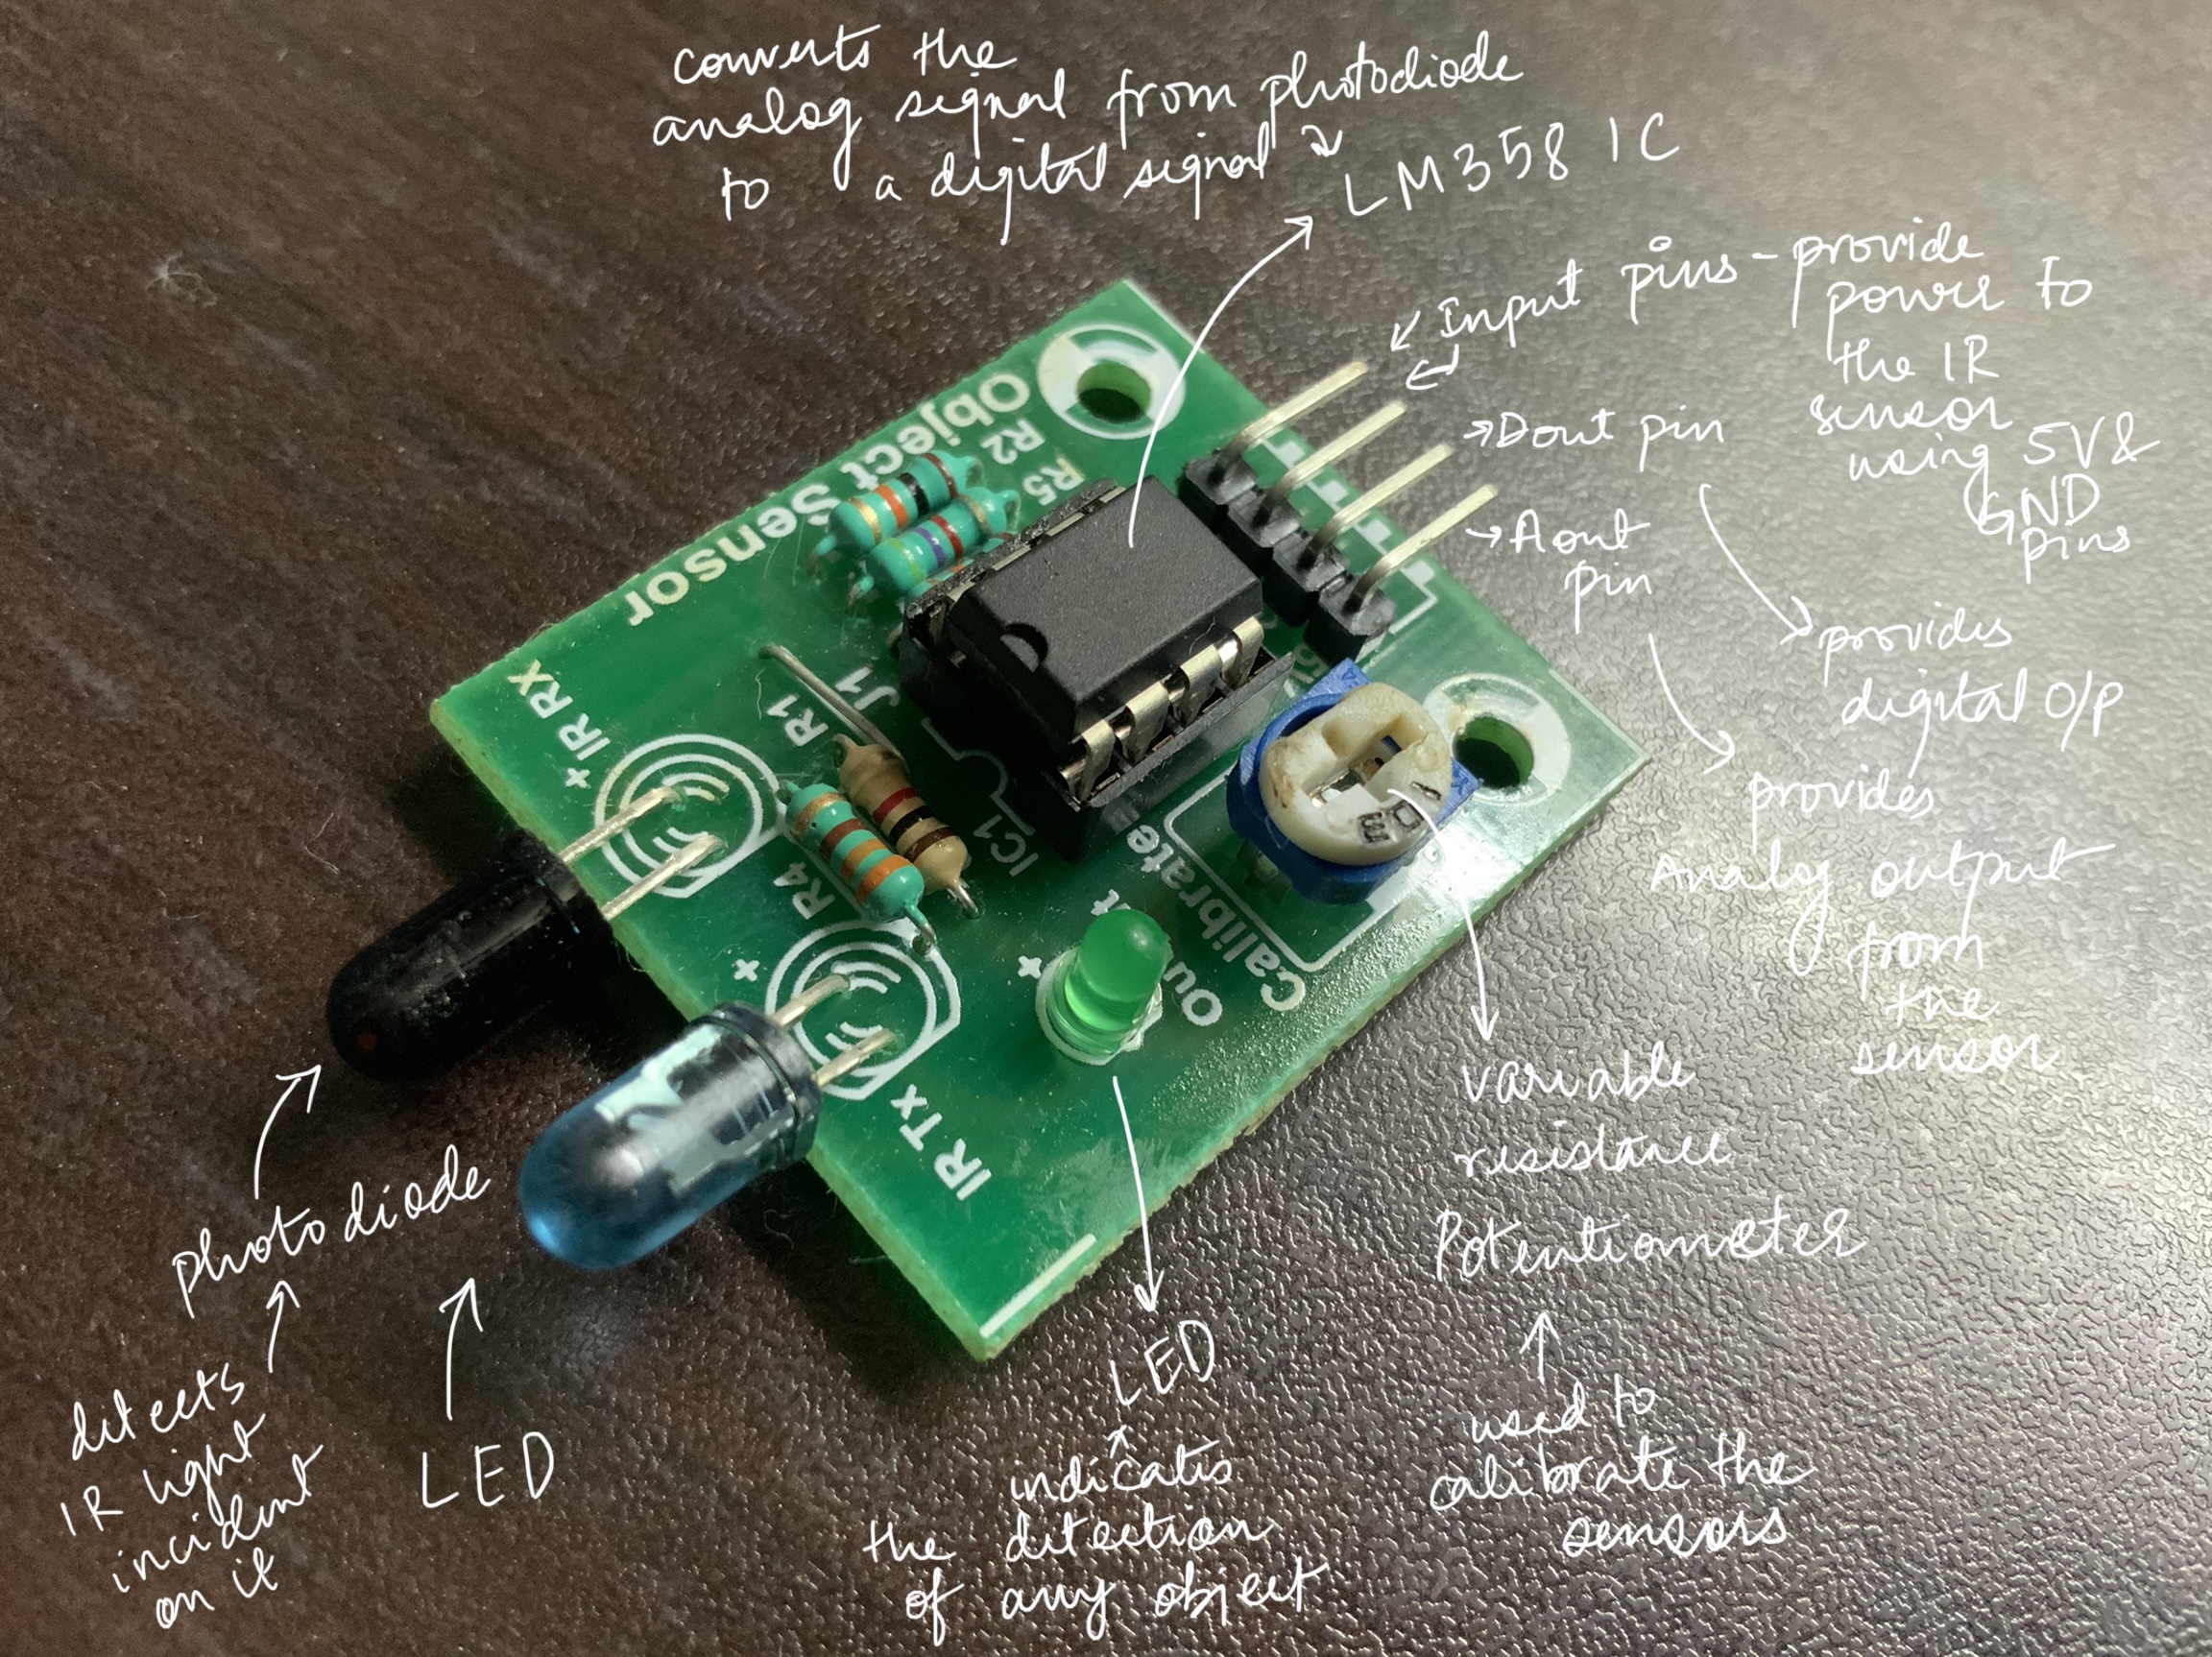 converts the
analog signal from photodiode
to a digital signal
LM358 IC
Input pins - provide
power to
the IR
sensor
using 5V &
GND
pins
Dout pin
Aout
pin
provides
digital O/P
provides
Analog output
from
the
sensor
Object Sensor
R2
R5
+ IR RX
R1
J1
IC1
R4
+
IR Tx
+
Calibrate
variable
resistance
Potentiometer
used to
calibrate the
sensors
photodiode
detects
IR light
incident
on it
LED
LED
indicates
the detection
of any object